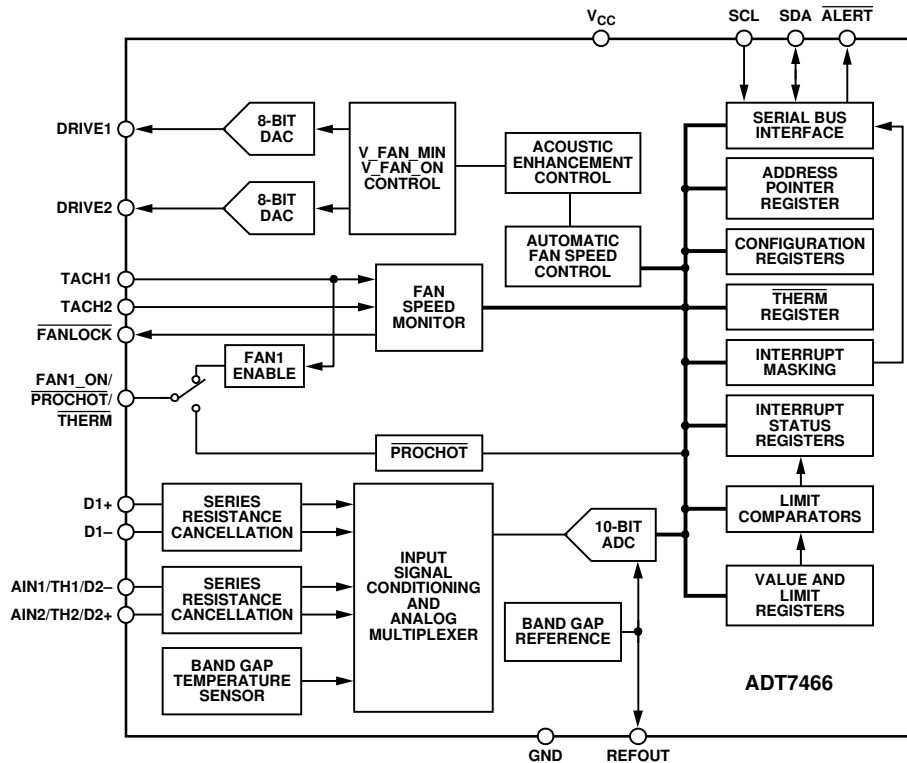 VCC
SCL
SDA
ALERT
DRIVE1
8-BIT
DAC
V_FAN_MIN
V_FAN_ON
CONTROL
ACOUSTIC
ENHANCEMENT
CONTROL
SERIAL BUS
INTERFACE
ADDRESS
POINTER
REGISTER
DRIVE2
8-BIT
DAC
AUTOMATIC
FAN SPEED
CONTROL
CONFIGURATION
REGISTERS
TACH1
TACH2
FANLOCK
FAN
SPEED
MONITOR
THERM
REGISTER
FAN1
ENABLE
INTERRUPT
MASKING
FAN1_ON/
PROCHOT/
THERM
INTERRUPT
STATUS
REGISTERS
PROCHOT
D1+
D1–
SERIES
RESISTANCE
CANCELLATION
INPUT
SIGNAL
CONDITIONING
AND
ANALOG
MULTIPLEXER
10-BIT
ADC
LIMIT
COMPARATORS
AIN1/TH1/D2–
AIN2/TH2/D2+
SERIES
RESISTANCE
CANCELLATION
VALUE AND
LIMIT
REGISTERS
BAND GAP
REFERENCE
BAND GAP
TEMPERATURE
SENSOR
ADT7466
GND
REFOUT